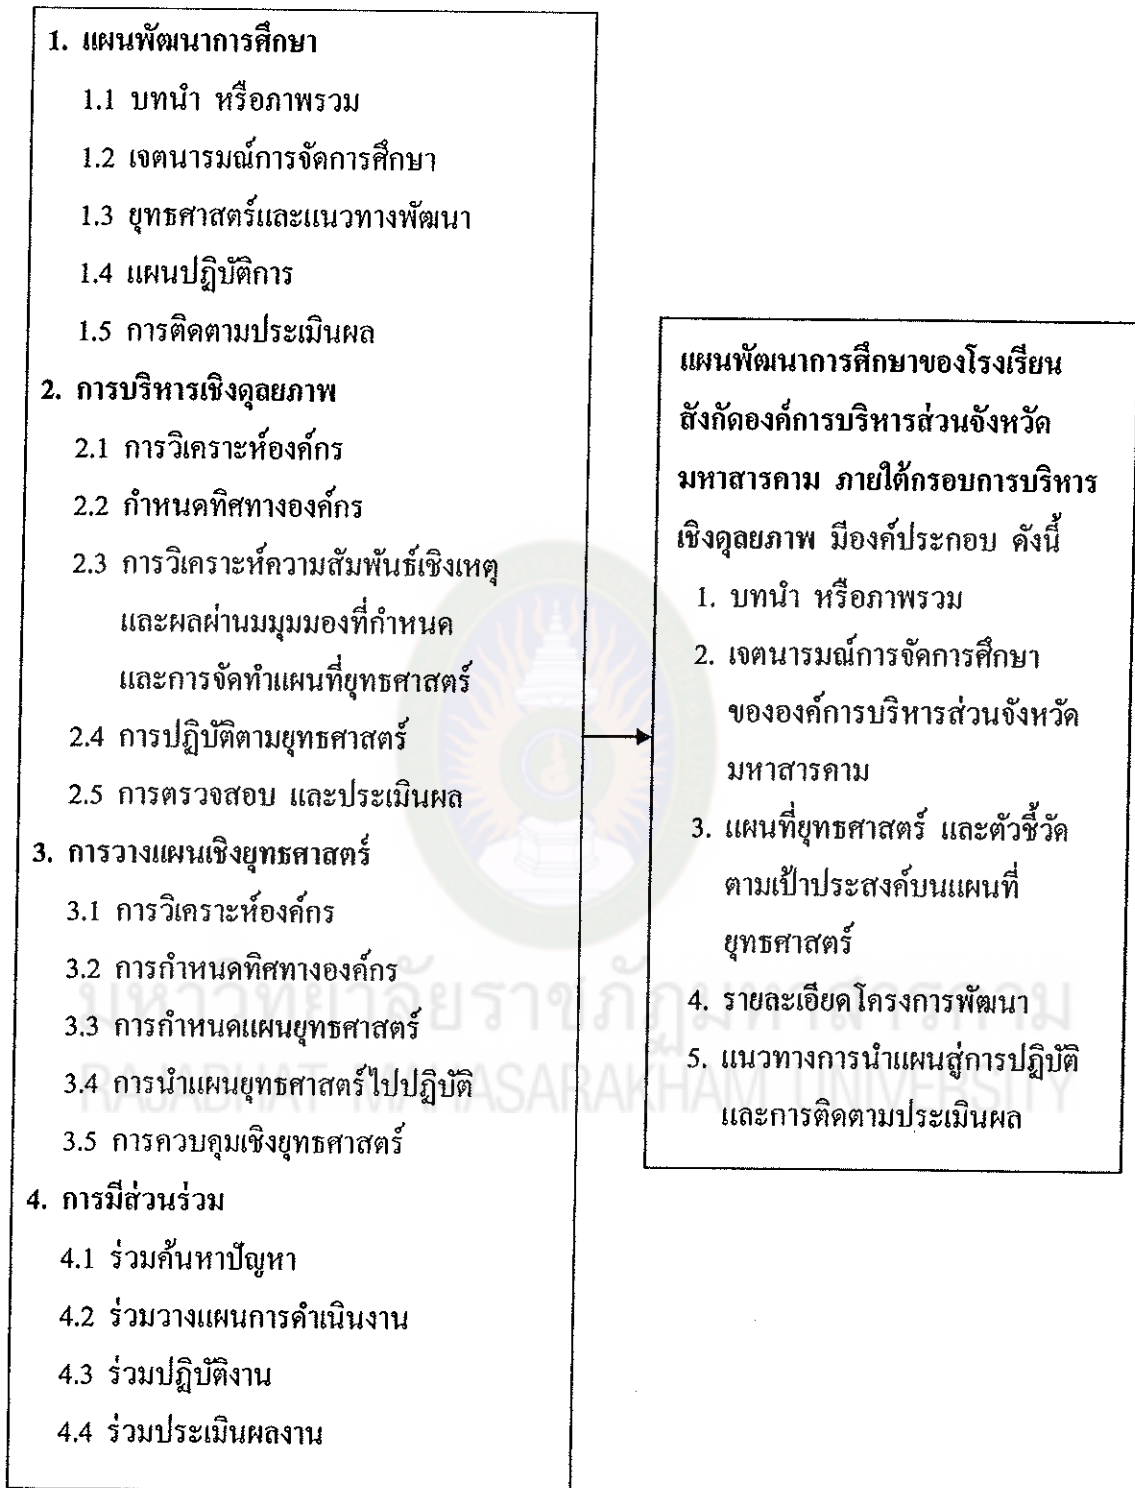 1. แผนพัฒนาการศึกษา
1.1 บทนำ หรือภาพรวม
1.2 เจตนารมณ์การจัดการศึกษา
1.3 ยุทธศาสตร์และแนวทางพัฒนา
1.4 แผนปฏิบัติการ
1.5 การติดตามประเมินผล
2. การบริหารเชิงดุลยภาพ
2.1 การวิเคราะห์องค์กร
2.2 กำหนดทิศทางองค์กร
2.3 การวิเคราะห์ความสัมพันธ์เชิงเหตุ
และผลผ่านมมุมมองที่กำหนด
และการจัดทำแผนที่ยุทธศาสตร์
2.4 การปฏิบัติตามยุทธศาสตร์
2.5 การตรวจสอบ และประเมินผล
3. การวางแผนเชิงยุทธศาสตร์
3.1 การวิเคราะห์องค์กร
3.2 การกำหนดทิศทางองค์กร
3.3 การกำหนดแผนยุทธศาสตร์
3.4 การนำแผนยุทธศาสตร์ไปปฏิบัติ
3.5 การควบคุมเชิงยุทธศาสตร์
4. การมีส่วนร่วม
4.1 ร่วมค้นหาปัญหา
4.2 ร่วมวางแผนการดำเนินงาน
4.3 ร่วมปฏิบัติงาน
4.4 ร่วมประเมินผลงาน
แผนพัฒนาการศึกษาของโรงเรียน
สังกัดองค์การบริหารส่วนจังหวัด
มหาสารคาม ภายใต้กรอบการบริหาร
เชิงดุลยภาพ มีองค์ประกอบ ดังนี้
1. บทนำ หรือภาพรวม
2. เจตนารมณ์การจัดการศึกษา
ขององค์การบริหารส่วนจังหวัด
มหาสารคาม
3. แผนที่ยุทธศาสตร์ และตัวชี้วัด
ตามเป้าประสงค์บนแผนที่
ยุทธศาสตร์
4. รายละเอียดโครงการพัฒนา
5. แนวทางการนำแผนสู่การปฏิบัติ
และการติดตามประเมินผล
มหาวิทยาลัยราชภัฏมหาสารคาม
RAJABHAT MAHASARAKHAM UNIVERSITY